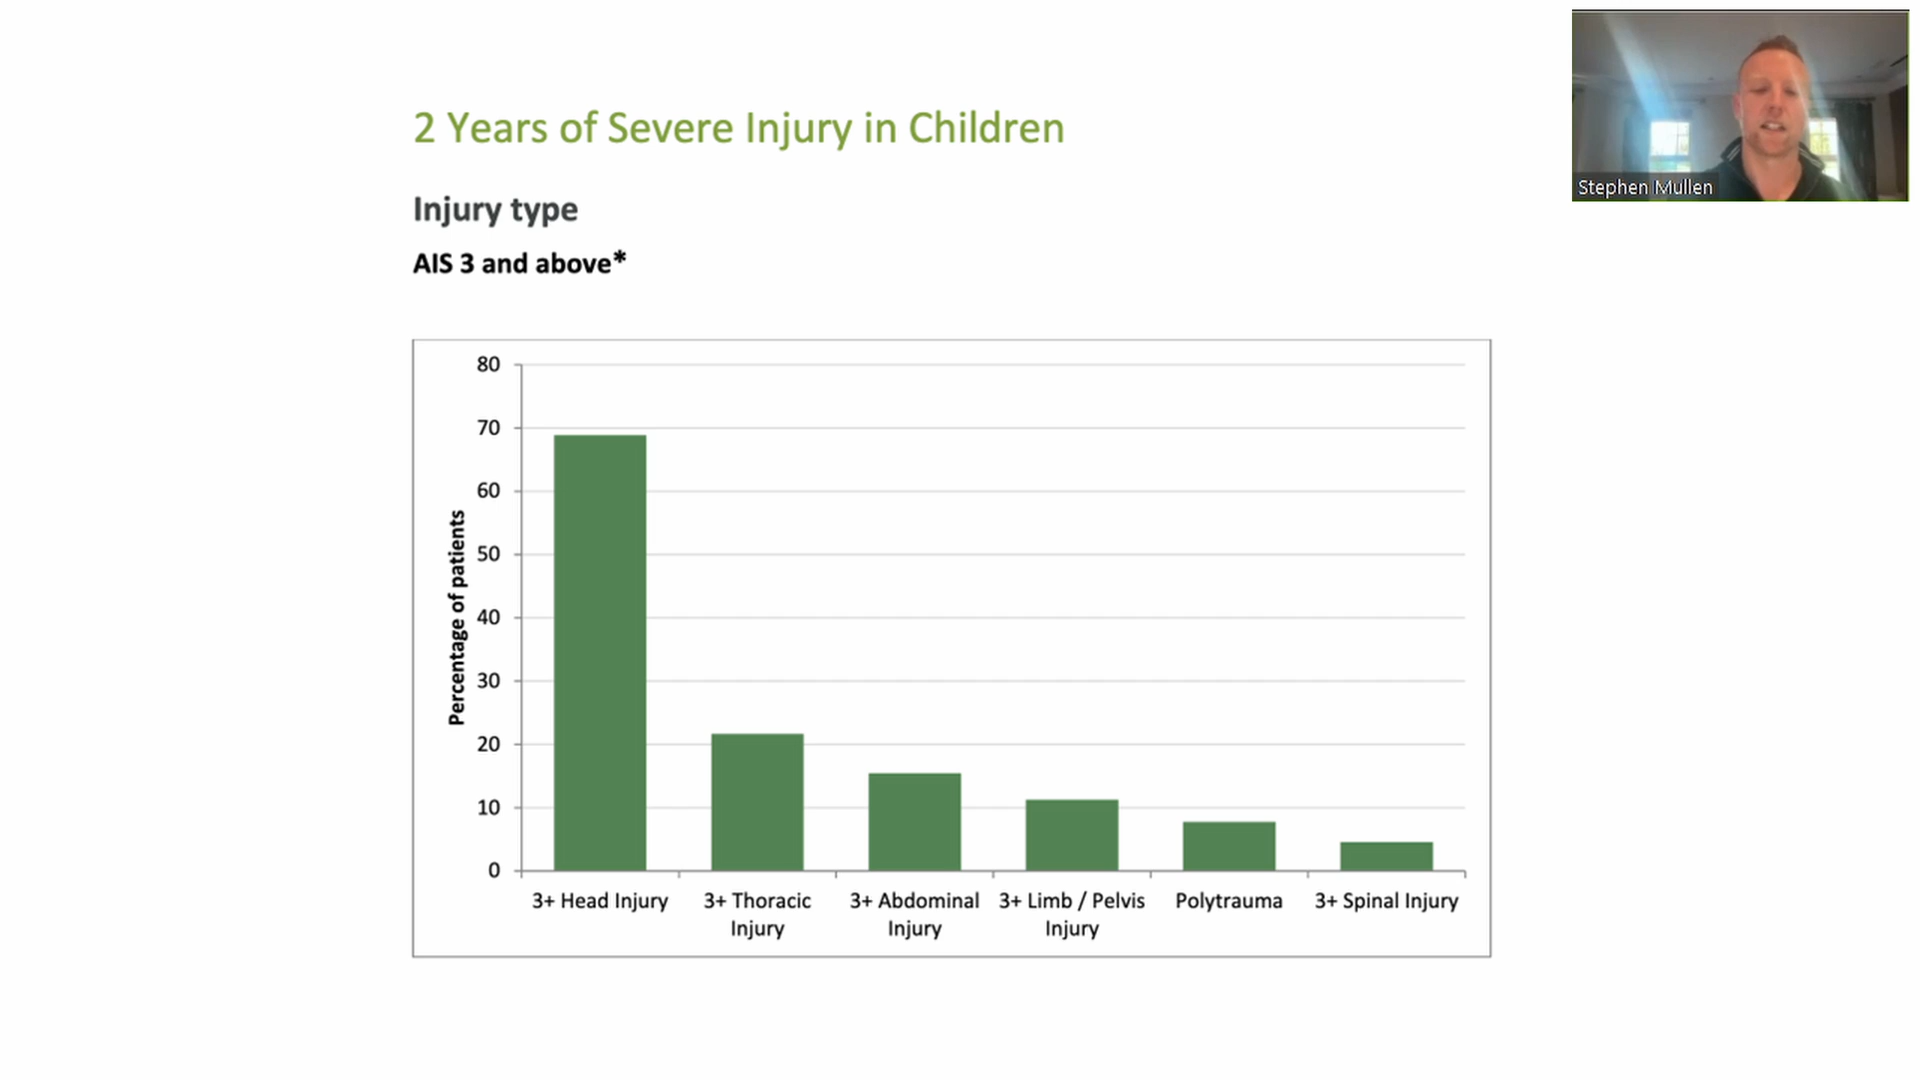 2 Years of Severe Injury in Children
Stephen Mullen
Injury type
AIS 3 and above*
Percentage of patients
80
70
60
50
40
30
20
10
0
3+ Head Injury
3+ Thoracic
Injury
3+ Abdominal
Injury
3+ Limb / Pelvis
Injury
Polytrauma
3+ Spinal Injury